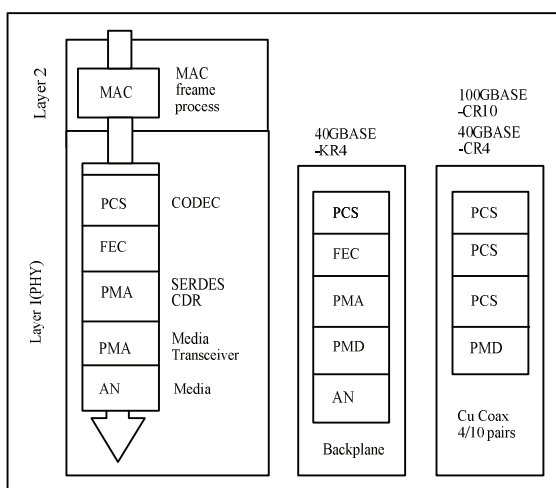 Layer 2
MAC
MAC
freame
process
Layer 1(PHY)
PCS
CODEC
FEC
PMA
SERDES
CDR
PMA
Media
Transceiver
AN
Media
40GBASE
-KR4
PCS
FEC
PMA
PMD
AN
Backplane
100GBASE
-CR10
40GBASE
-CR4
PCS
PCS
PCS
PMD
Cu Coax
4/10 pairs